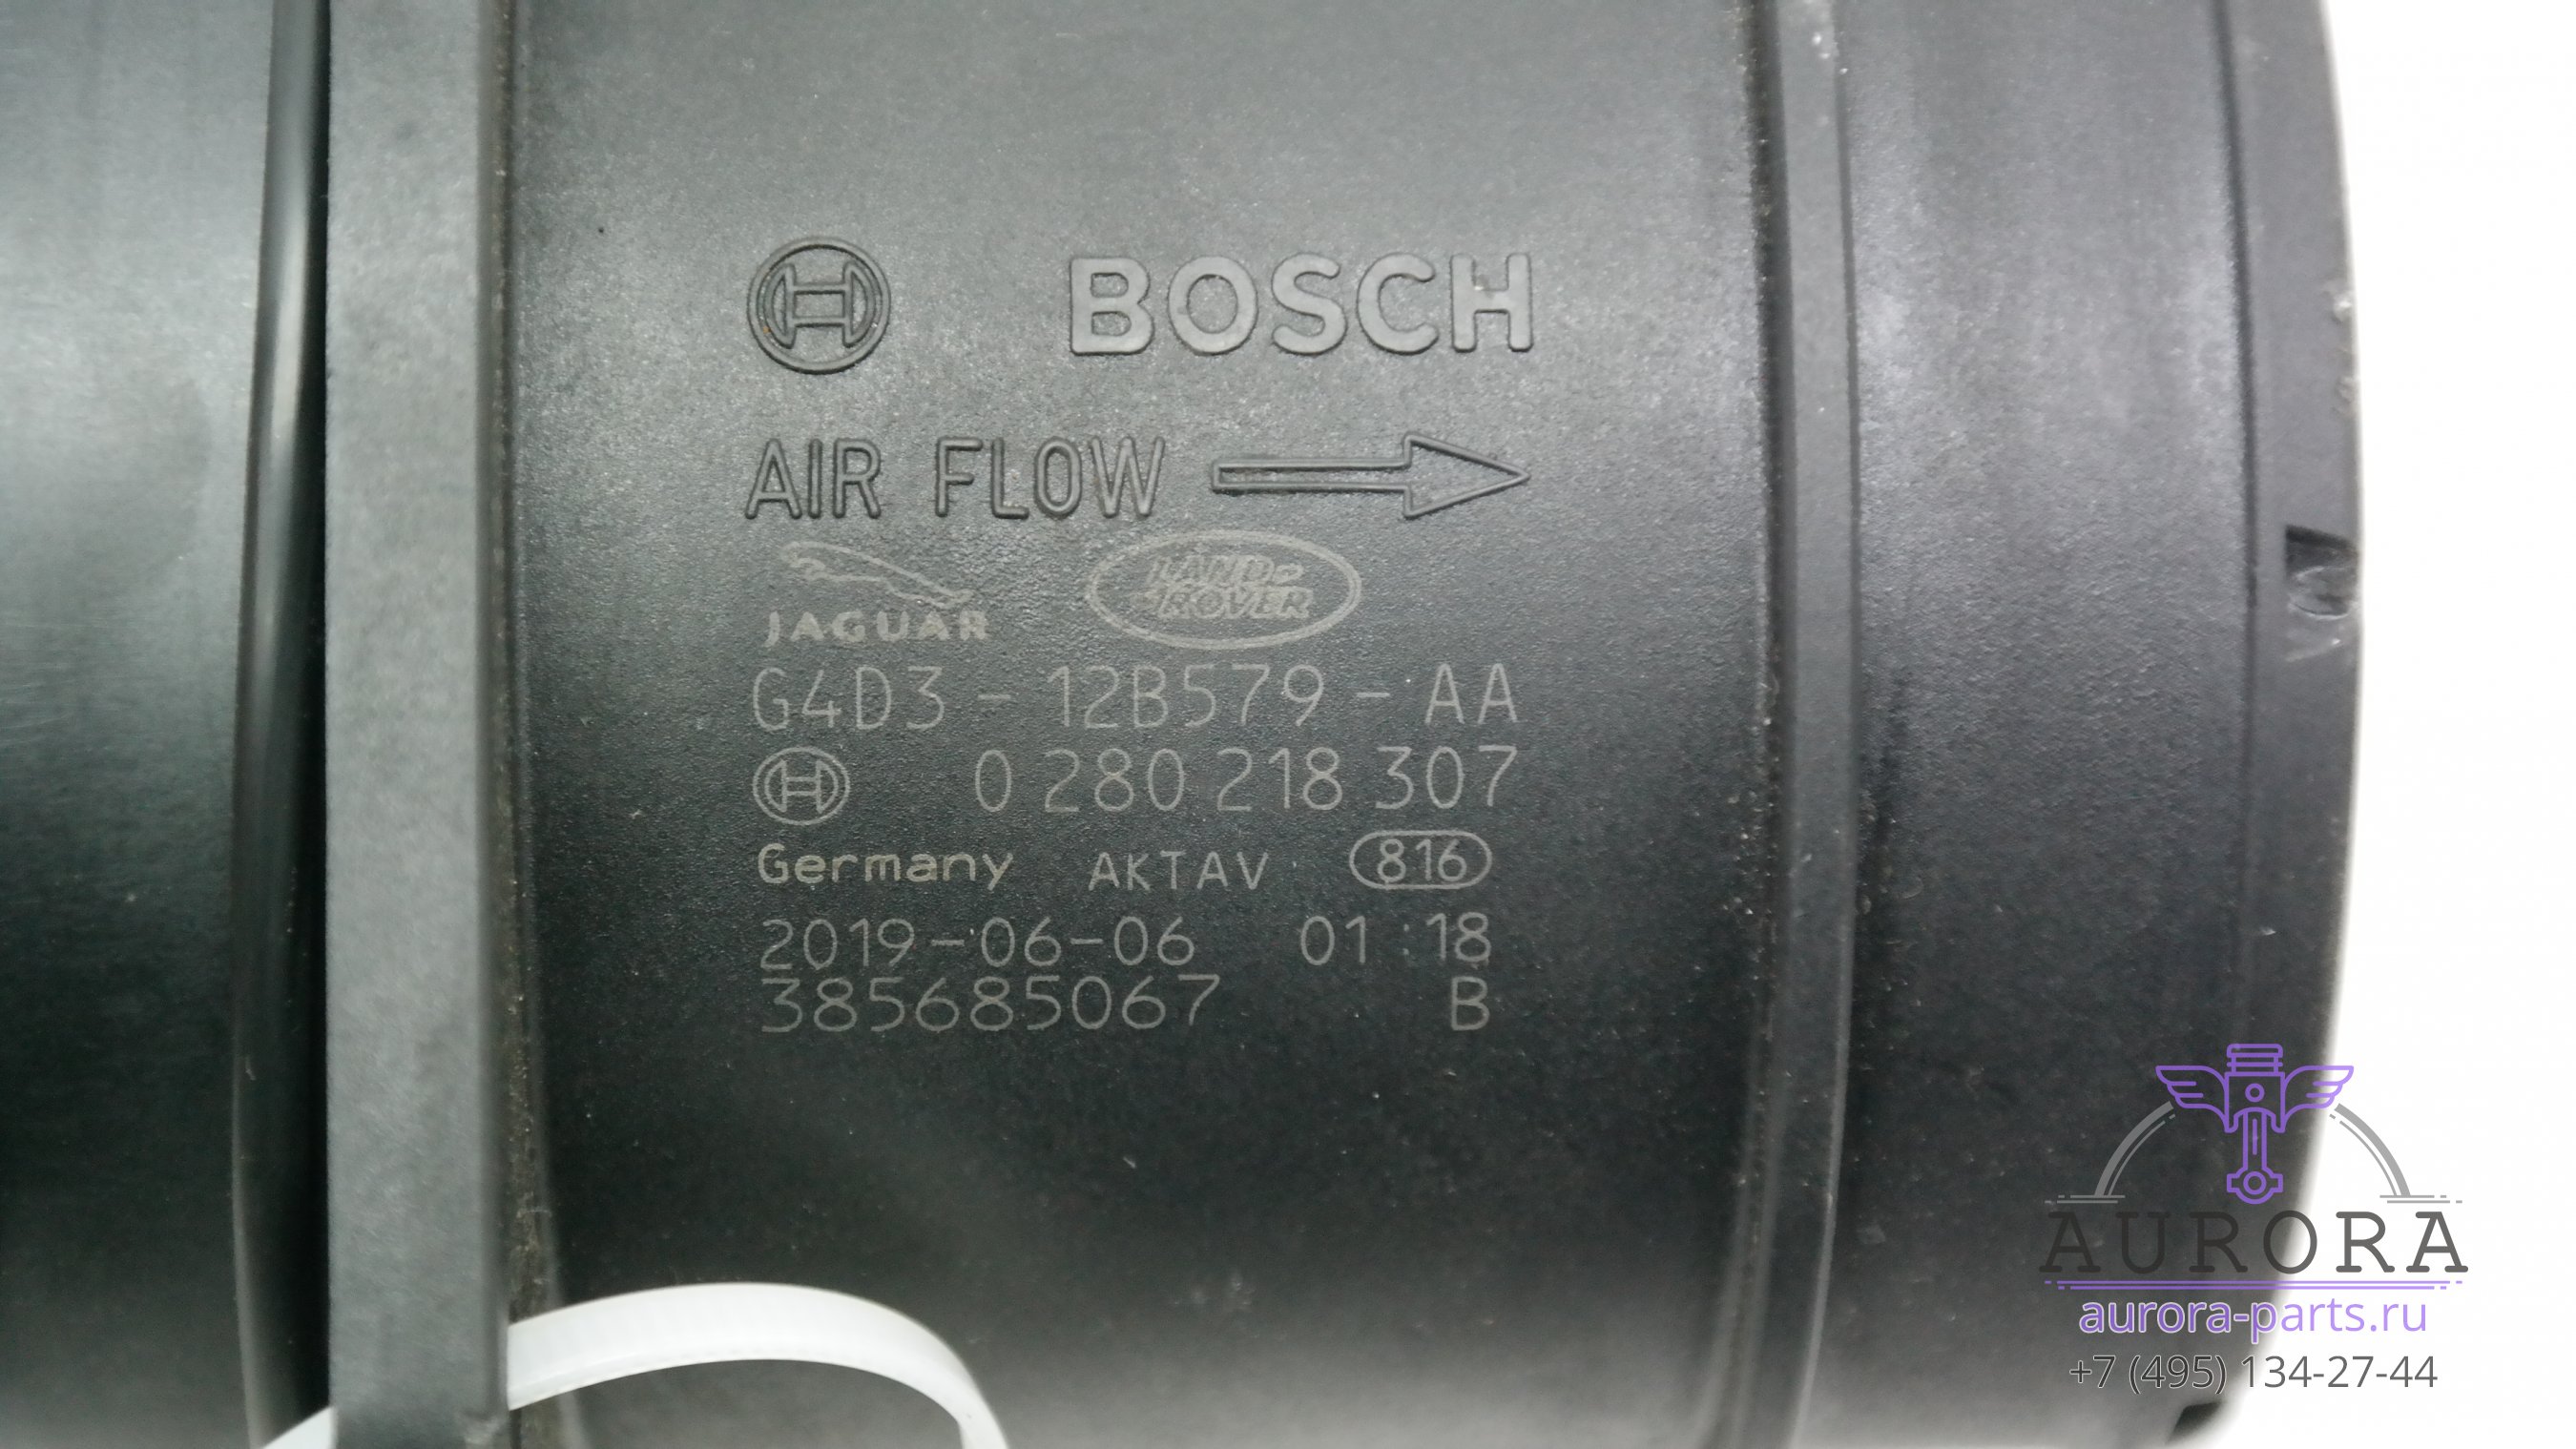 BOSCH
AIR FLOW
JAGUAR
LAND
ROVER
G4D3 - 12B579 - AA
0 280 218 307
Germany AKTAV 816
2019-06-06 01:18
385685067 B
AURORA
aurora-parts.ru
+7 (495) 134-27-44